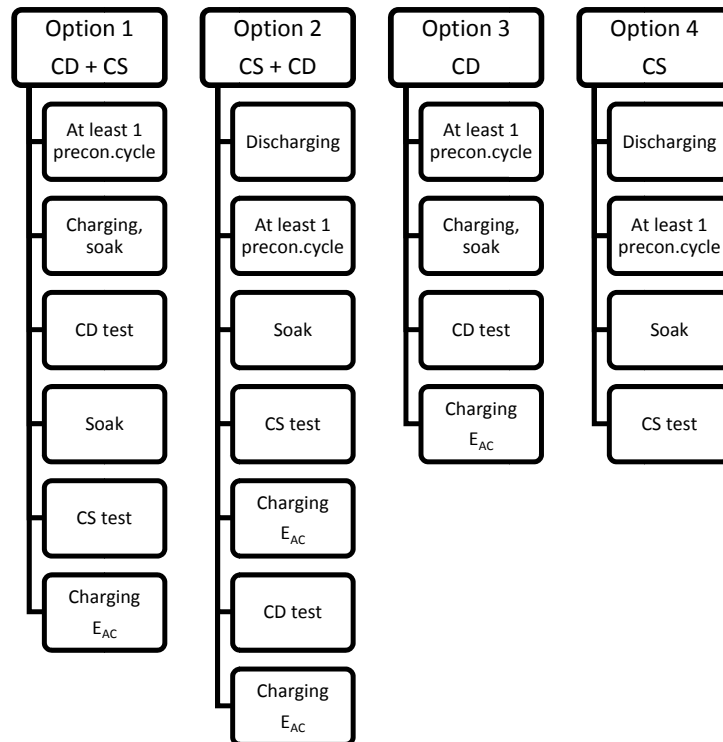 Option 1
CD + CS
At least 1
precon.cycle
Charging,
soak
CD test
Soak
CS test
Charging
E_AC
Option 2
CS + CD
Discharging
At least 1
precon.cycle
Soak
CS test
Charging
E_AC
CD test
Charging
E_AC
Option 3
CD
At least 1
precon.cycle
Charging,
soak
CD test
Charging
E_AC
Option 4
CS
Discharging
At least 1
precon.cycle
Soak
CS test